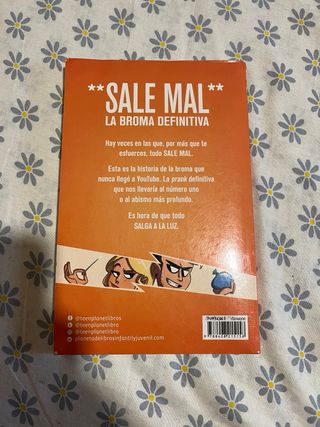 **SALE MAL**
LA BROMA DEFINITIVA
Hay veces en las que, por más que te
esfuerces, todo SALE MAL.
Esta es la historia de la broma que
nunca llegó a YouTube. La prank definitiva
que nos llevaría al número uno
o al abismo más profundo.
Es hora de que todo
SALGA A LA LUZ.
@teenplanetlibros
@teenplanetlibro
@teenplanetlibro
planetadelibrosinfantilyjuvenil.com